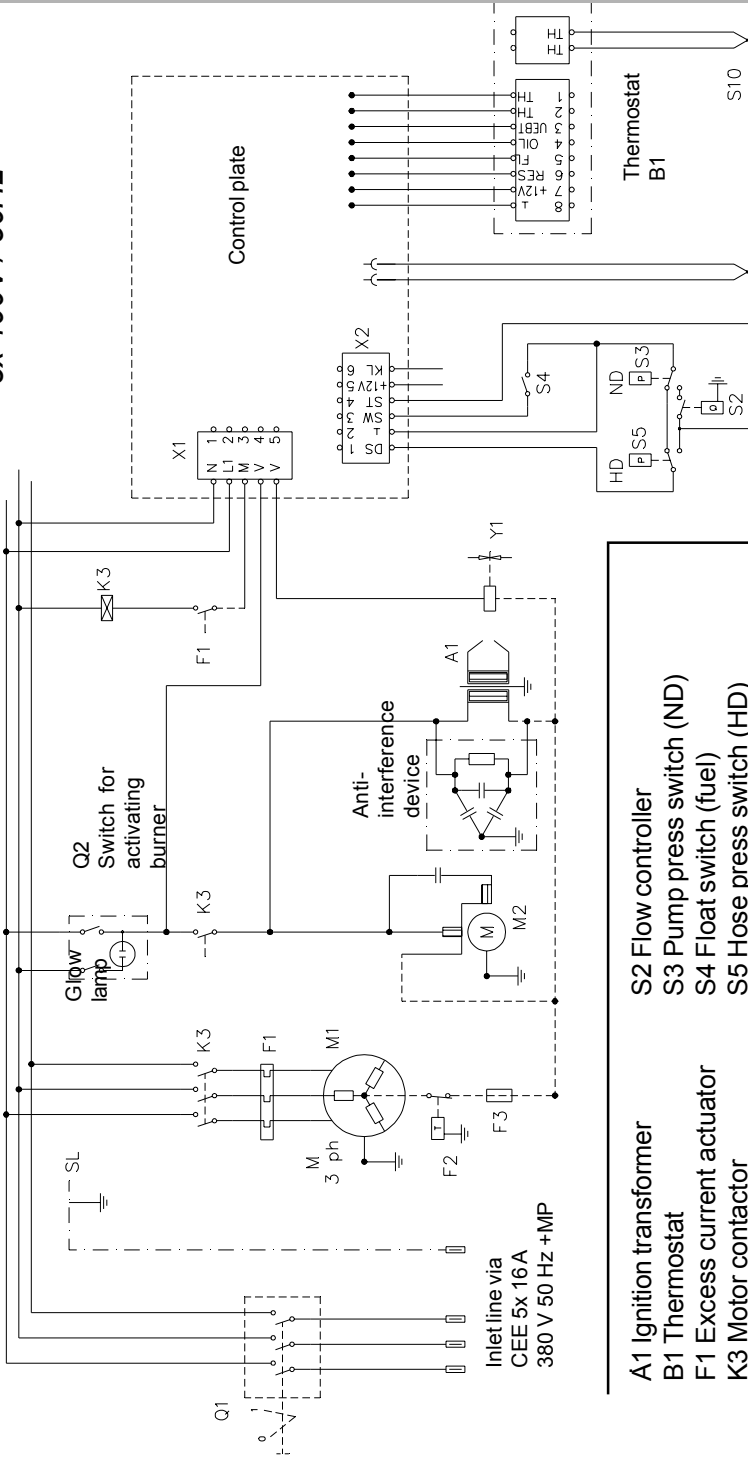 Control plate
Thermostat
B1
S10
TH
TH
TH
TH
UEBT
OIL
FL
RES
+12V
⊥
1
2
3
4
5
6
7
8
X1
N 1
L1 2
M 3
V 4
V 5
X2
KL 6
+12V 5
ST 4
SW 3
⊥ 2
DS 1
S4
ND
P
S3
HD
P
S5
Q
S2
K3
F1
Y1
A1
Anti-
interference
device
Q2
Switch for
activating
burner
Glow
lamp
K3
M
M2
K3
F1
M1
M
3 ph
T
F2
F3
SL
Q1
0
1
Inlet line via
CEE 5x 16 A
380 V 50 Hz +MP
A1 Ignition transformer
B1 Thermostat
F1 Excess current actuator
K3 Motor contactor
S2 Flow controller
S3 Pump press switch (ND)
S4 Float switch (fuel)
S5 Hose press switch (HD)